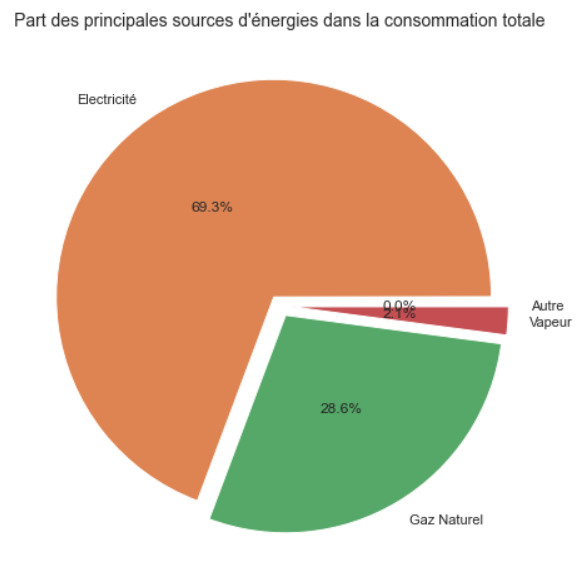 Part des principales sources d'énergies dans la consommation totale
Electricité
69.3%
0.0%
Autre
2.1%
Vapeur
28.6%
Gaz Naturel